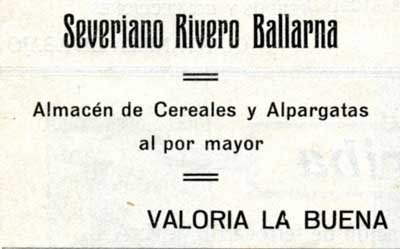 Severiano Rivero Ballarna
Almacén de Cereales y Alpargatas
al por mayor
VALORIA LA BUENA